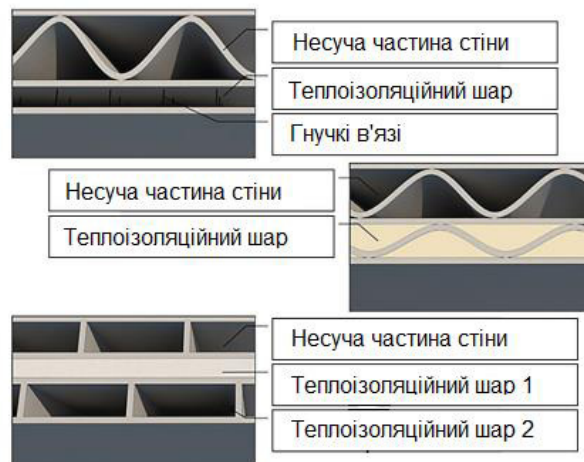 Несуча частина стіни
Теплоізоляційний шар
Гнучкі в'язі
Несуча частина стіни
Теплоізоляційний шар
Несуча частина стіни
Теплоізоляційний шар 1
Теплоізоляційний шар 2